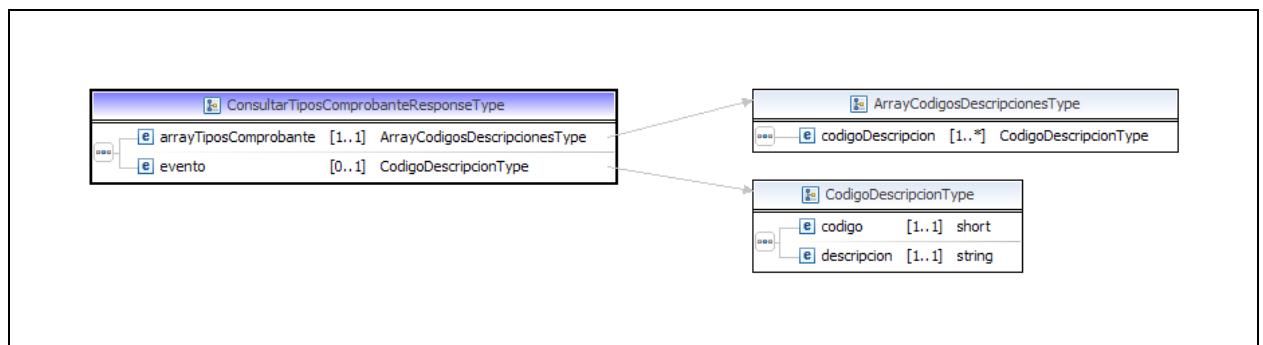 ConsultarTiposComprobanteResponseType
arrayTiposComprobante [1..1] ArrayCodigosDescripcionesType
evento [0..1] CodigoDescripcionType
ArrayCodigosDescripcionesType
codigoDescripcion [1..*] CodigoDescripcionType
CodigoDescripcionType
codigo [1..1] short
descripcion [1..1] string